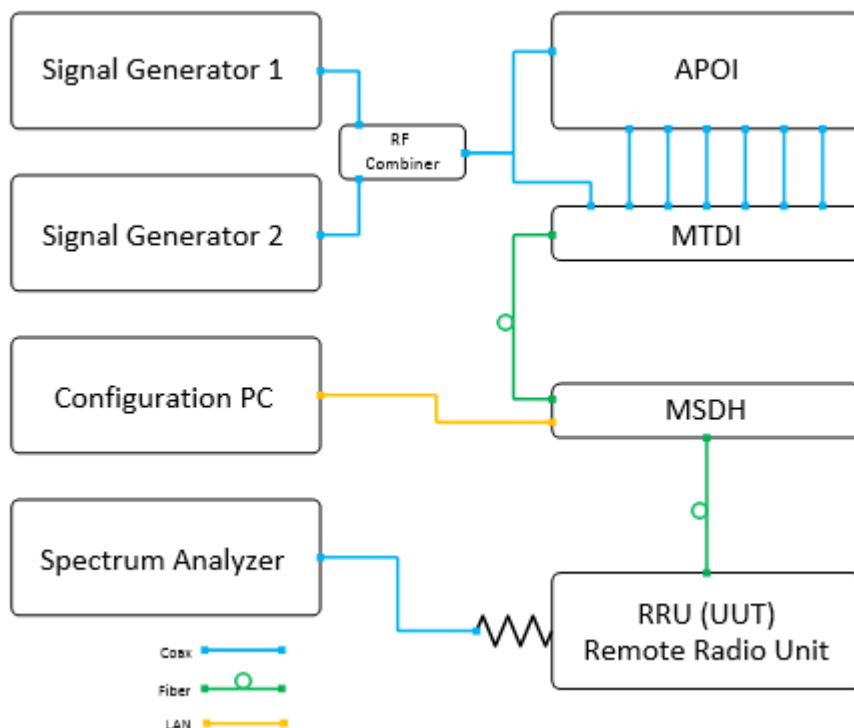 Signal Generator 1
APOI
RF
Combiner
Signal Generator 2
MTDI
Configuration PC
MSDH
Spectrum Analyzer
RRU (UUT)
Remote Radio Unit
Coax
Fiber
LAN